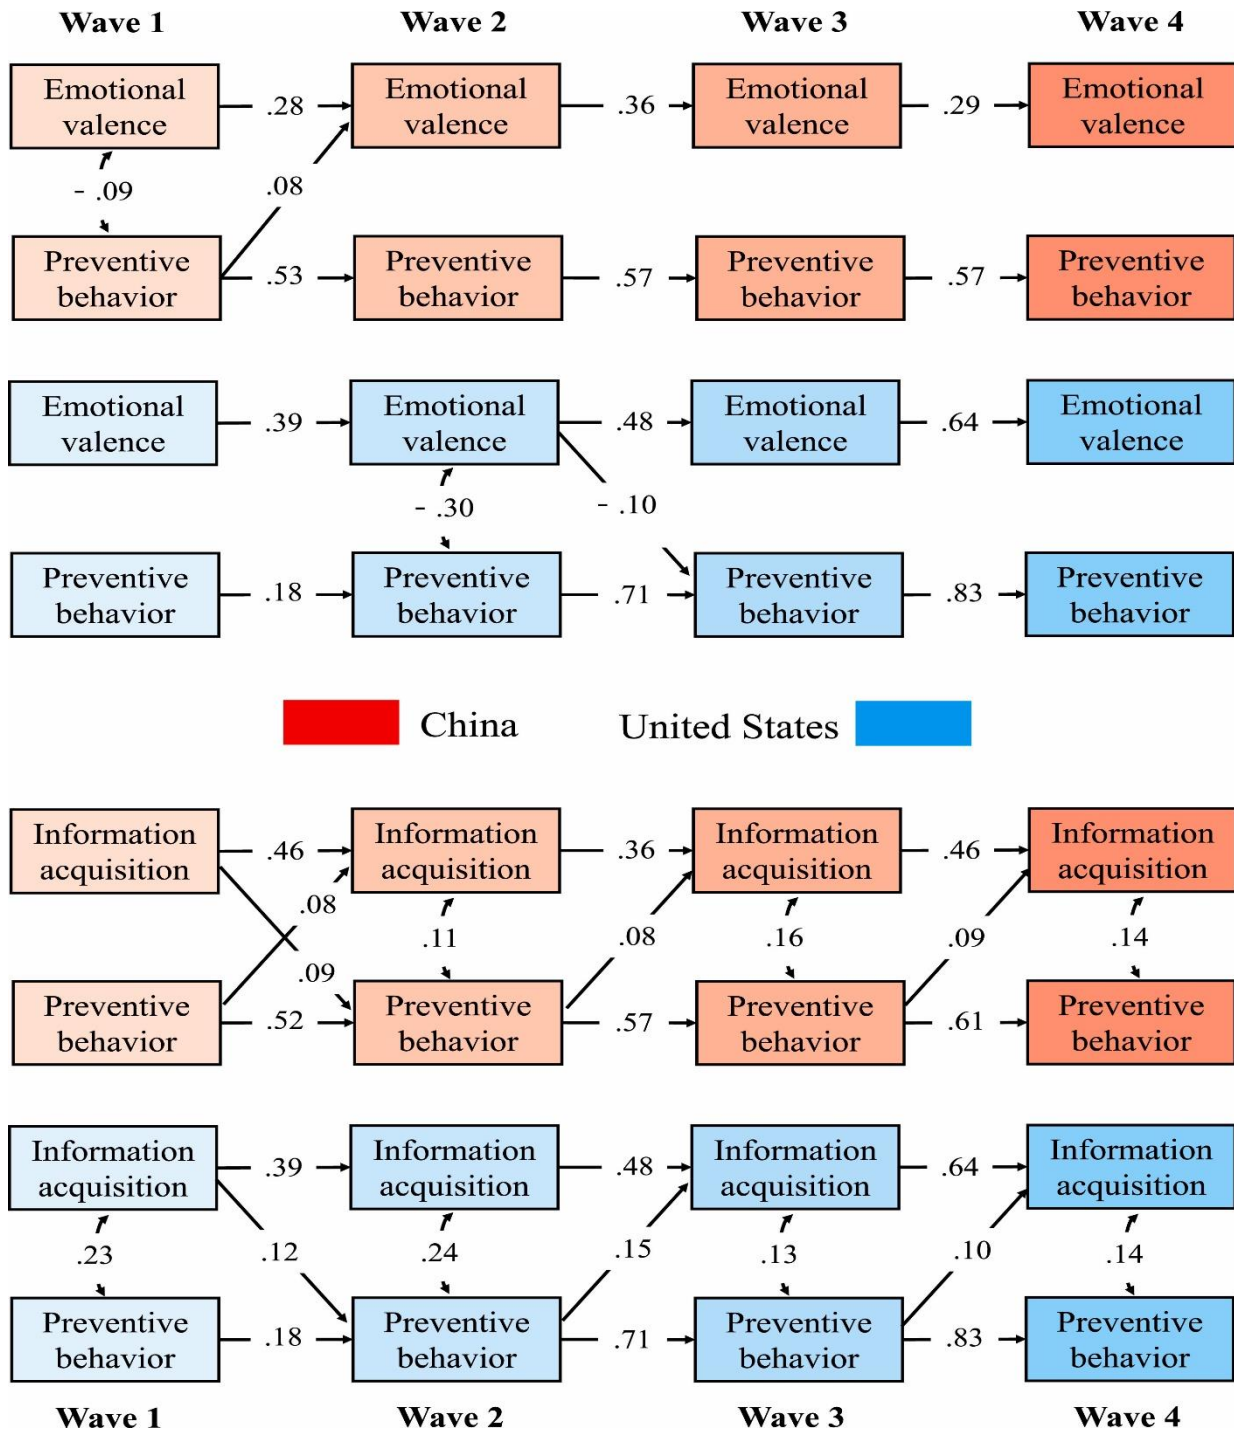 Wave 1 Wave 2 Wave 3 Wave 4
Emotional Emotional Emotional Emotional
valence .28 valence .36 valence .29 valence
- .09 .08
Preventive Preventive Preventive Preventive
behavior .53 behavior .57 behavior .57 behavior
Emotional Emotional Emotional Emotional
valence .39 valence .48 valence .64 valence
- .30 - .10
Preventive Preventive Preventive Preventive
behavior .18 behavior .71 behavior .83 behavior
China United States
Information Information Information Information
acquisition .46 acquisition .36 acquisition .46 acquisition
.08 .11 .08 .16 .09 .14
.09
Preventive Preventive Preventive Preventive
behavior .52 behavior .57 behavior .61 behavior
Information Information Information Information
acquisition .39 acquisition .48 acquisition .64 acquisition
.23 .12 .24 .15 .13 .10 .14
Preventive Preventive Preventive Preventive
behavior .18 behavior .71 behavior .83 behavior
Wave 1 Wave 2 Wave 3 Wave 4